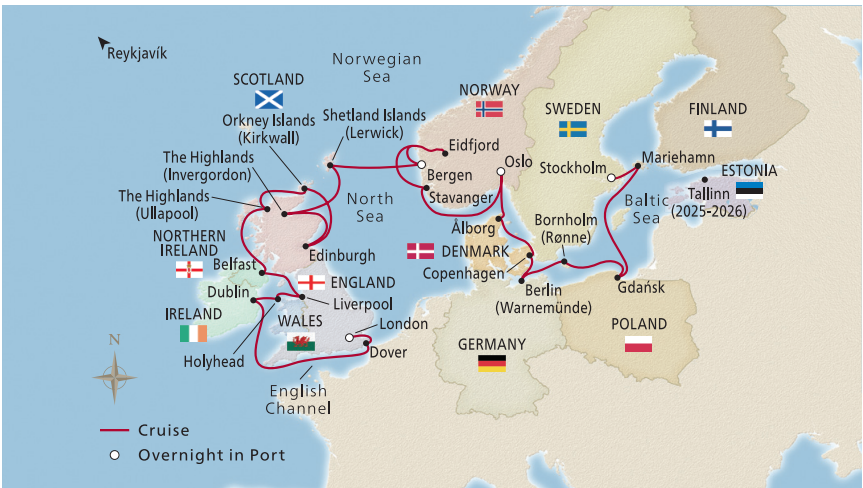 Reykjavík
Norwegian
Sea
SCOTLAND
Orkney Islands
(Kirkwall)
Shetland Islands
(Lerwick)
NORWAY
SWEDEN
FINLAND
The Highlands
(Invergordon)
Eidfjord
Bergen
Oslo
Stockholm
Mariehamn
ESTONIA
Tallinn
(2025-2026)
The Highlands
(Ullapool)
North
Sea
Stavanger
Baltic
Sea
Ålborg
Bornholm
(Rønne)
NORTHERN
IRELAND
Belfast
Edinburgh
DENMARK
Copenhagen
ENGLAND
Dublin
Liverpool
Berlin
(Warnemünde)
Gdańsk
IRELAND
WALES
London
Holyhead
Dover
GERMANY
POLAND
N
English
Channel
Cruise
Overnight in Port